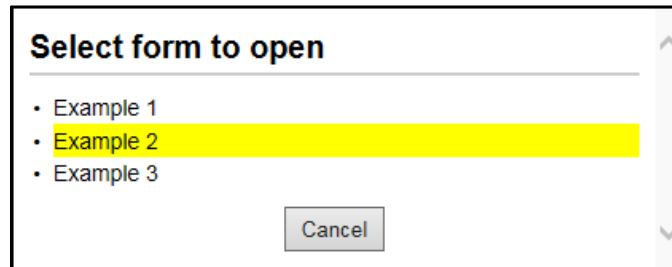 Select form to open
• Example 1
• Example 2
• Example 3
Cancel